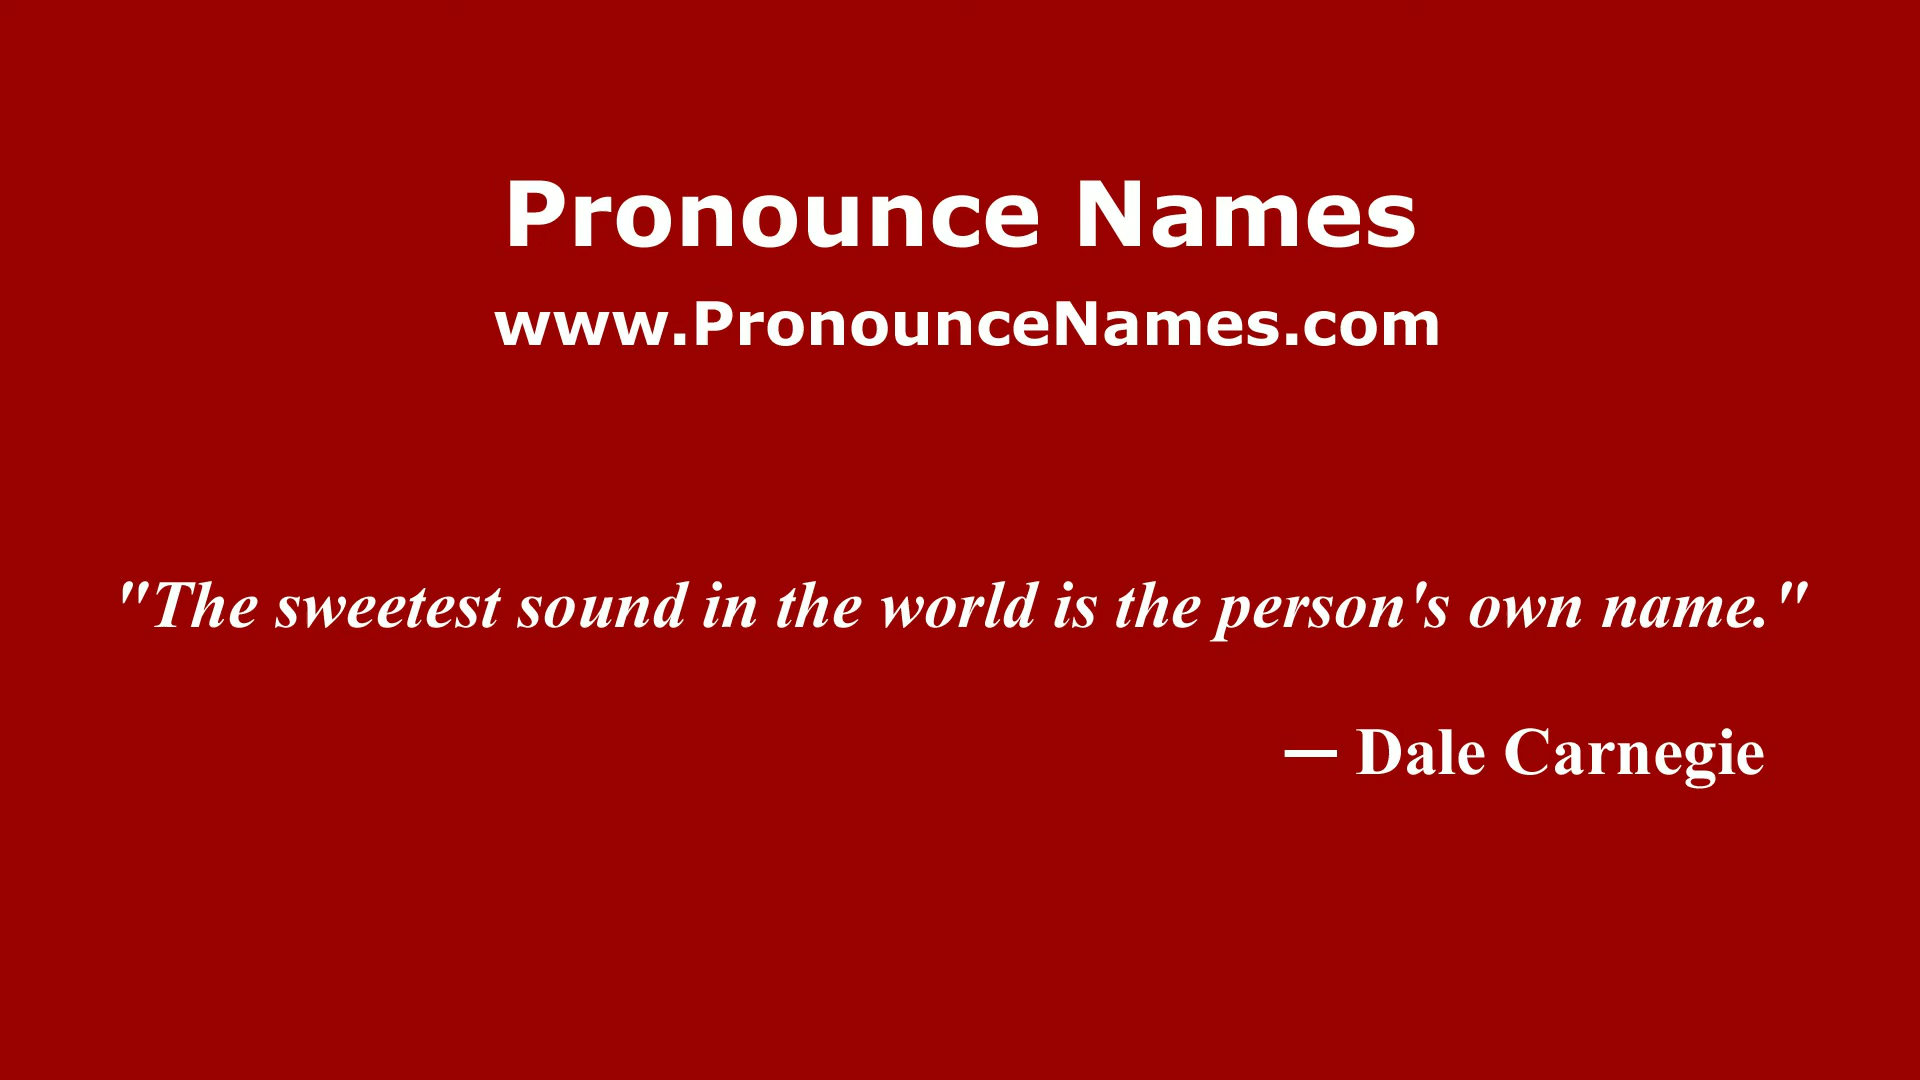 Pronounce Names
www.PronounceNames.com
"The sweetest sound in the world is the person's own name."
— Dale Carnegie